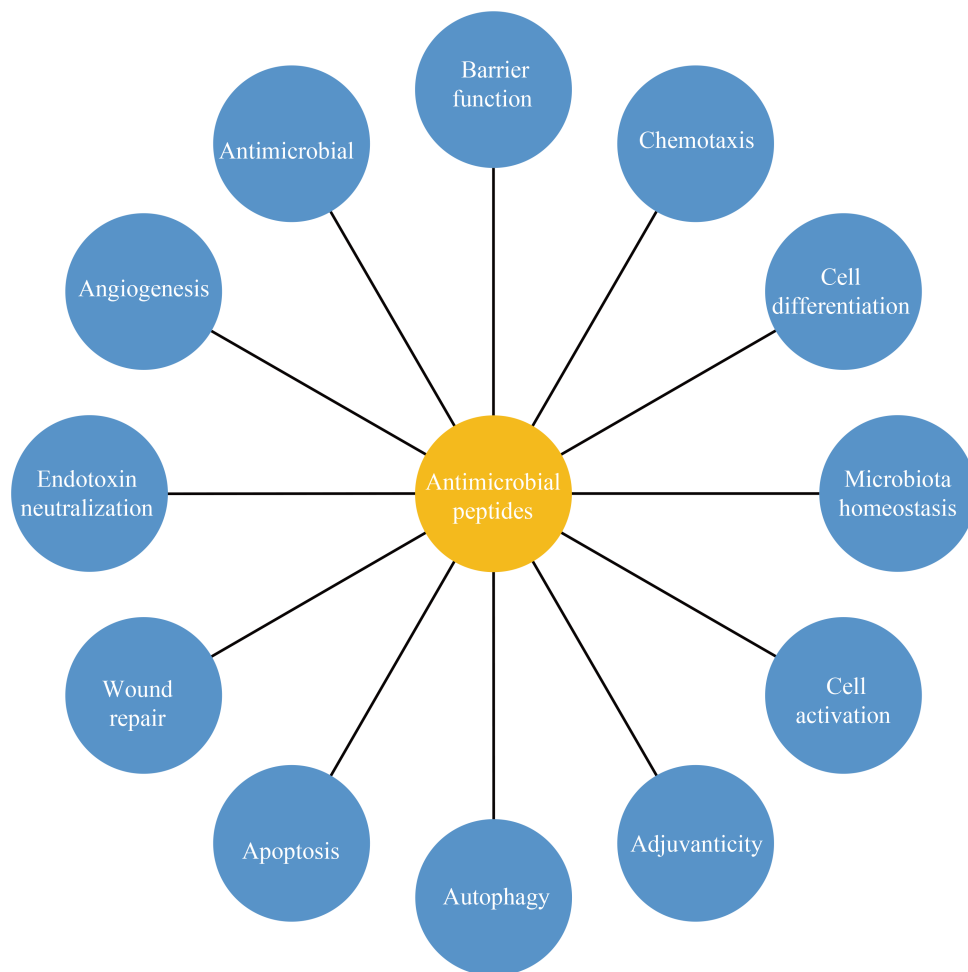 Barrier
function
Antimicrobial
Chemotaxis
Angiogenesis
Cell
differentiation
Endotoxin
neutralization
Antimicrobial
peptides
Microbiota
homeostasis
Wound
repair
Cell
activation
Apoptosis
Adjuvanticity
Autophagy